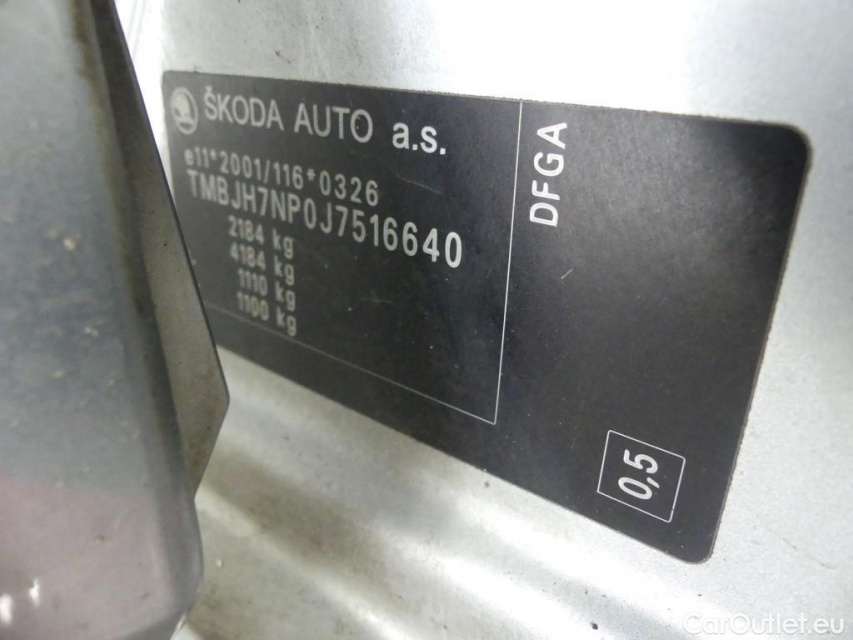 ŠKODA AUTO a.s.
e11*2001/116*0326
TMBJH7NP0J7516640
2184 kg
4184 kg
1110 kg
1100 kg
DFGA
0,5
CarOutlet.eu